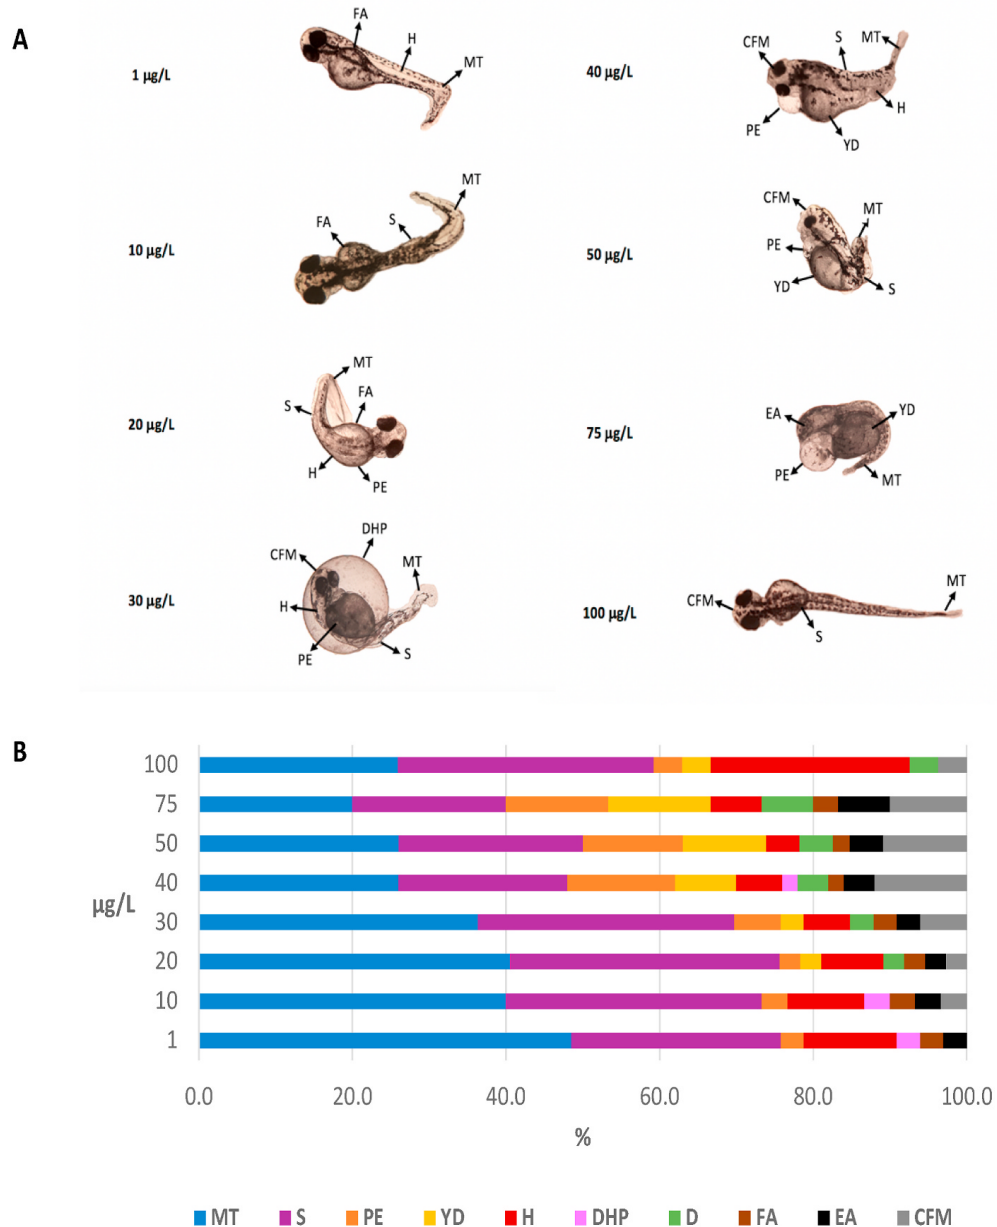 A
FA
H
MT
1 µg/L
CFM
S
MT
H
PE
YD
40 µg/L
MT
FA
S
10 µg/L
CFM
MT
PE
YD
S
50 µg/L
MT
FA
S
H
PE
20 µg/L
EA
YD
PE
MT
75 µg/L
DHP
CFM
MT
H
PE
S
30 µg/L
MT
CFM
S
100 µg/L
B
100
75
50
40
µg/L
30
20
10
1
0.0 20.0 40.0 60.0 80.0 100.0
%
MT S PE YD H DHP D FA EA CFM